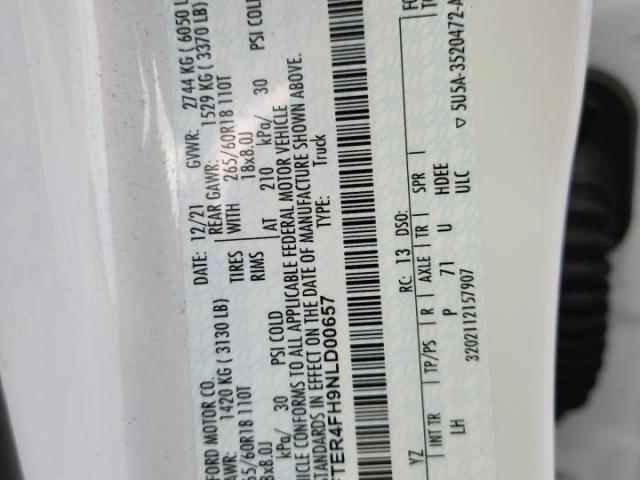 FORD MOTOR CO. DATE: 12/21 GVWR: 2744 KG (6050 L
AWR: 1420 KG (3130 LB) REAR GAWR: 1529 KG (3370 LB)
65/60R18 110T TIRES WITH 265/60R18 110T
8x8.0J RIMS 18x8.0J
kPa/ 30 PSI COLD AT 210 kPa/ 30 PSI COLD
ICLE CONFORMS TO ALL APPLICABLE FEDERAL MOTOR VEHICLE
STANDARDS IN EFFECT ON THE DATE OF MANUFACTURE SHOWN ABOVE.
TER4FH9NLD00657 TYPE: Truck
YZ RC: 13 DSO:
INT TR TP/PS R AXLE TR SPR
LH P 71 U HDEE
3202112157907 ULC
▽ 5U5A-3520472-A